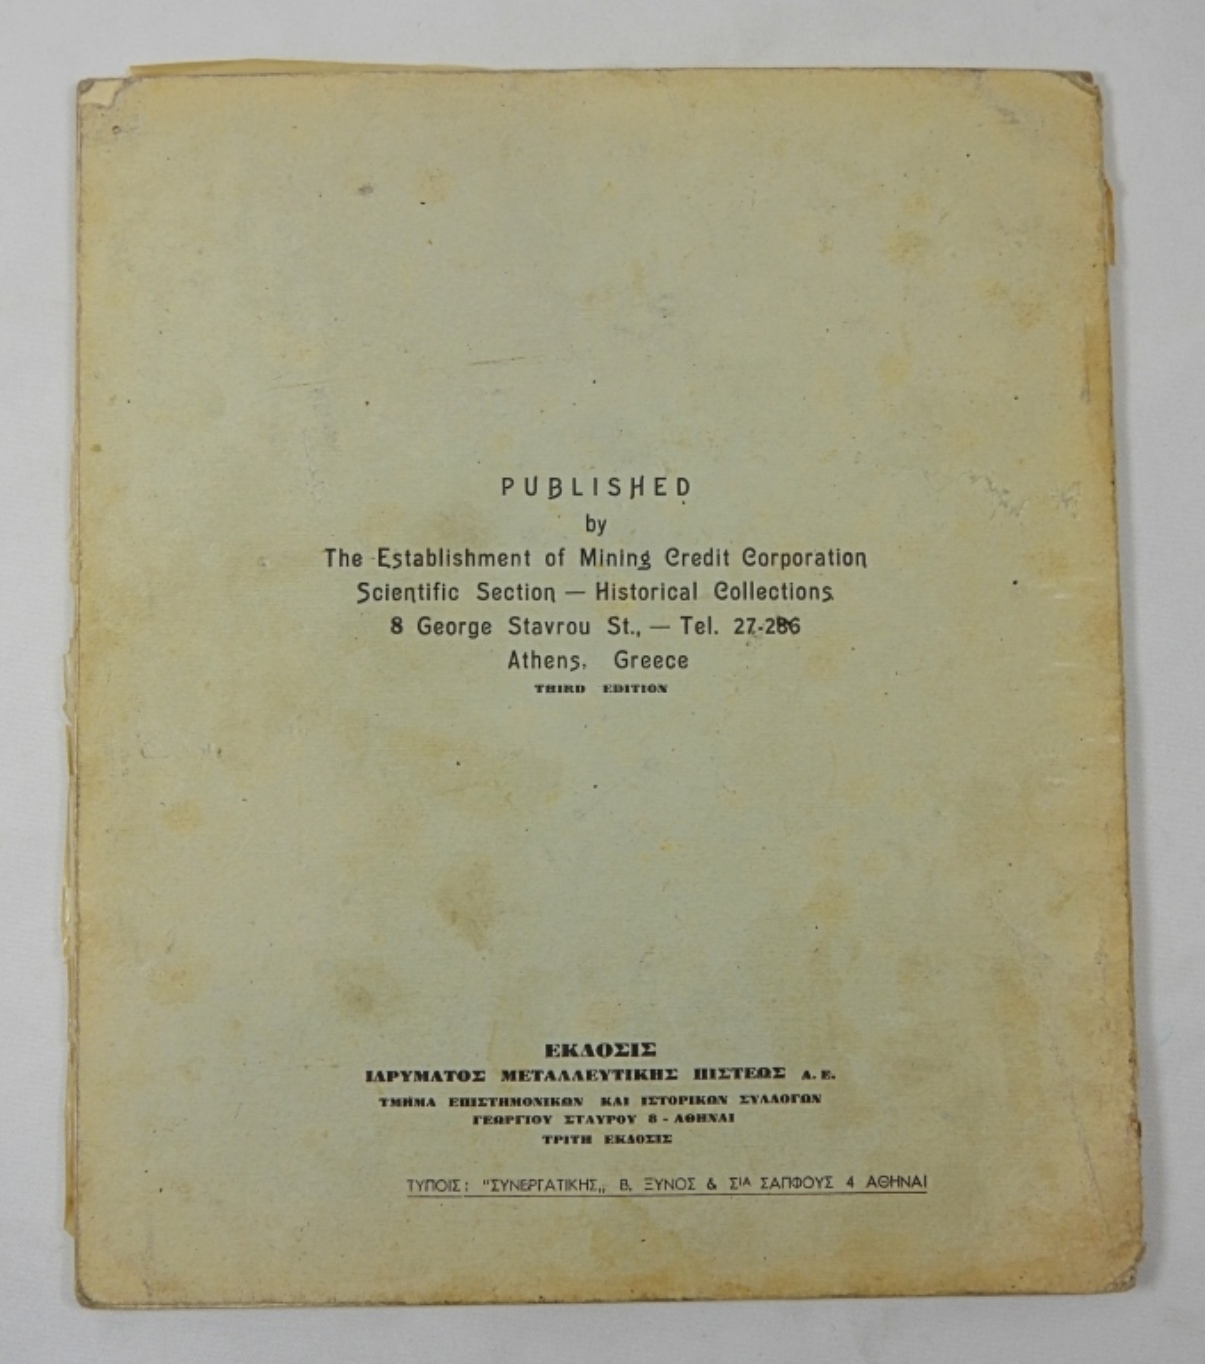 PUBLISHED
by
The Establishment of Mining Credit Corporation
Scientific Section — Historical Collections
8 George Stavrou St., — Tel. 27-286
Athens, Greece
THIRD EDITION
ΕΚΔΟΣΙΣ
ΙΔΡΥΜΑΤΟΣ ΜΕΤΑΛΛΕΥΤΙΚΗΣ ΠΙΣΤΕΩΣ Α. Ε.
ΤΜΗΜΑ ΕΠΙΣΤΗΜΟΝΙΚΩΝ ΚΑΙ ΙΣΤΟΡΙΚΩΝ ΣΥΛΛΟΓΩΝ
ΓΕΩΡΓΙΟΥ ΣΤΑΥΡΟΥ 8 - ΑΘΗΝΑΙ
ΤΡΙΤΗ ΕΚΔΟΣΙΣ
ΤΥΠΟΙΣ: "ΣΥΝΕΡΓΑΤΙΚΗΣ,, Β. ΞΥΝΟΣ & ΣΙΑ ΣΑΠΦΟΥΣ 4 ΑΘΗΝΑΙ